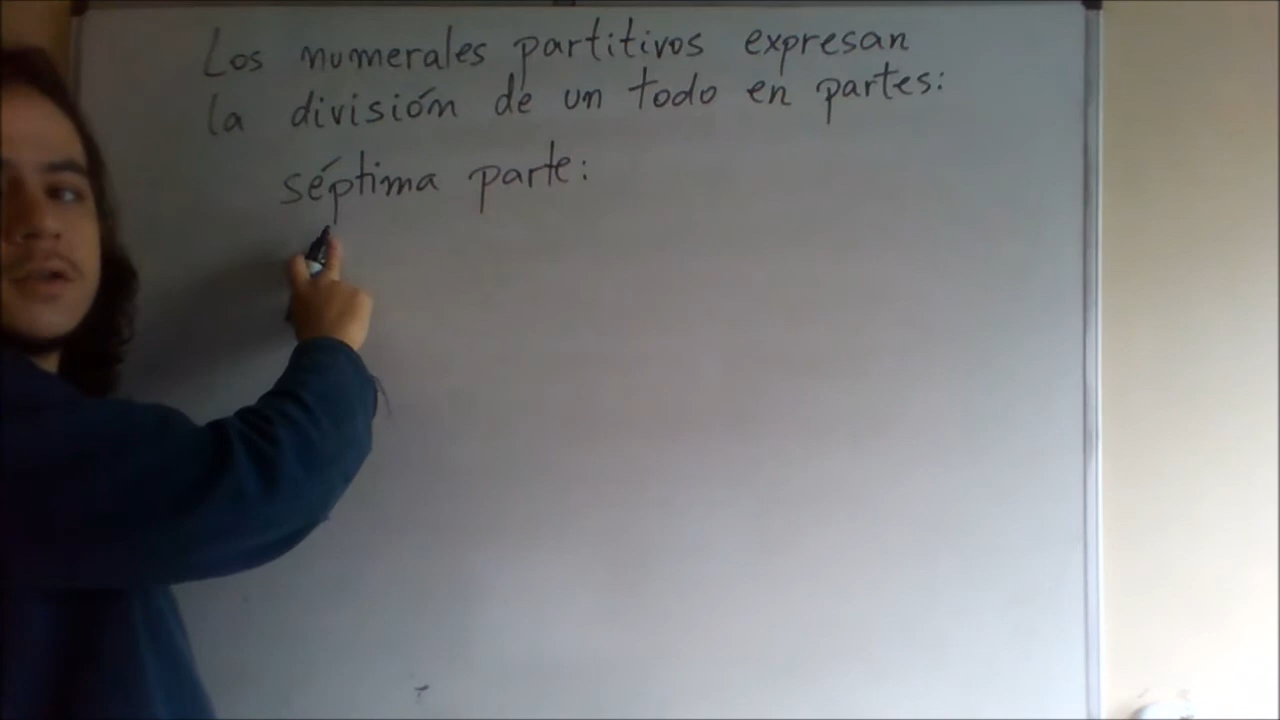 Los numerales partitivos expresan
la división de un todo en partes:
séptima parte: